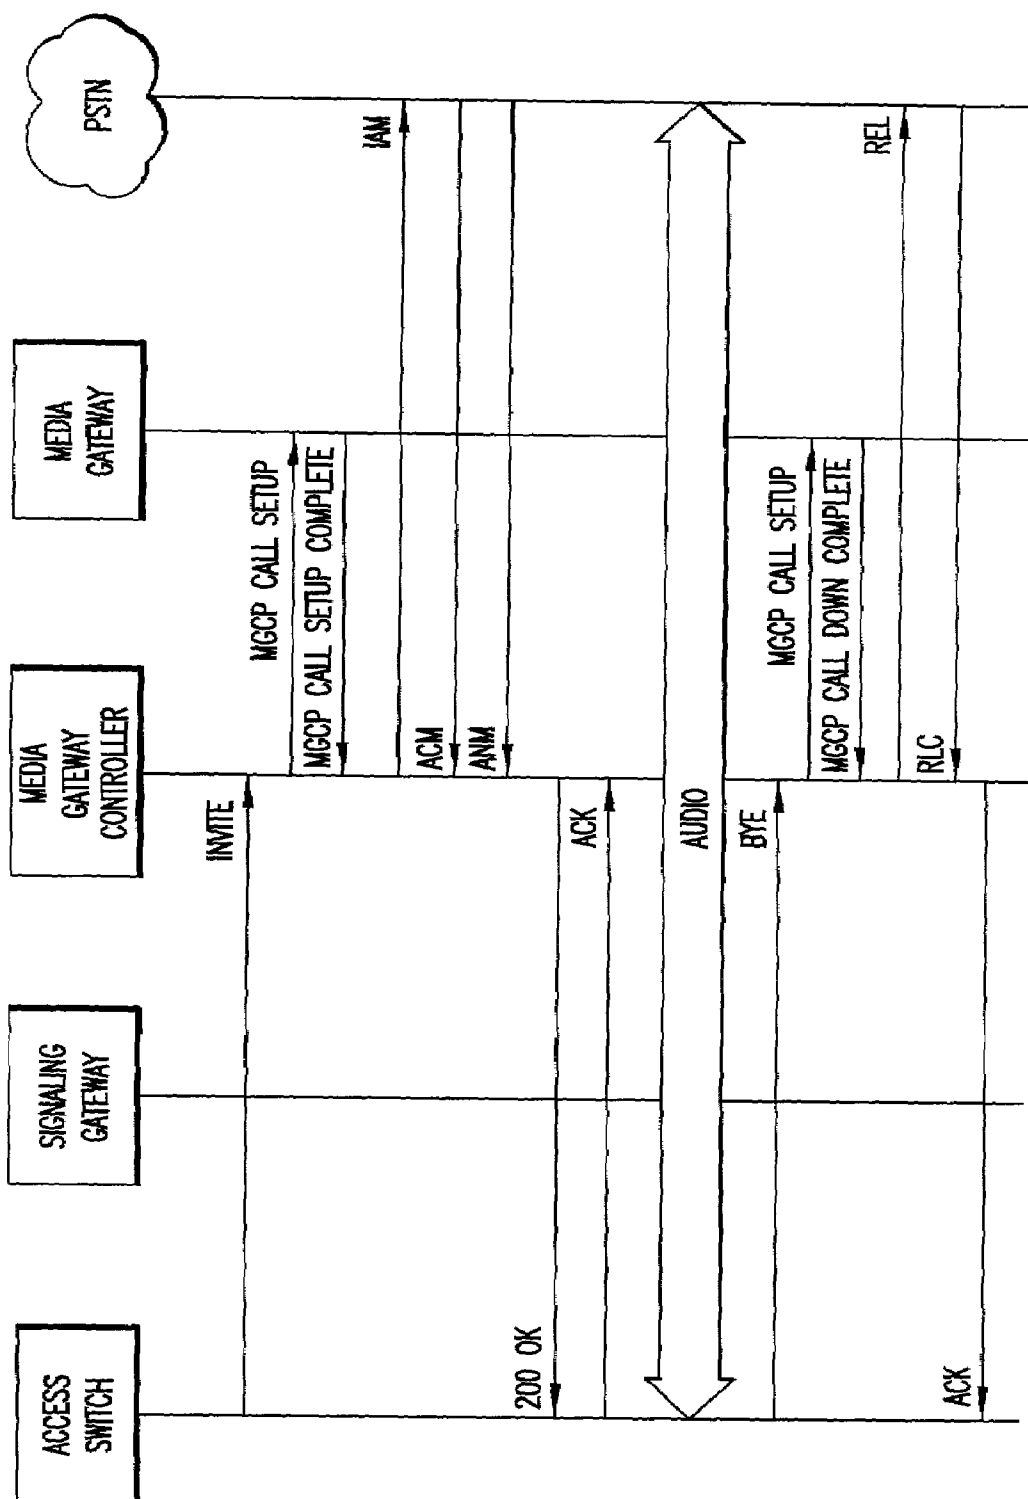 ACCESS
SWITCH
SIGNALING
GATEWAY
MEDIA
GATEWAY
CONTROLLER
MEDIA
GATEWAY
PSTN
INVITE
MGCP CALL SETUP
MGCP CALL SETUP COMPLETE
IAM
ACM
ANM
200 OK
ACK
AUDIO
BYE
MGCP CALL SETUP
MGCP CALL DOWN COMPLETE
REL
RLC
ACK